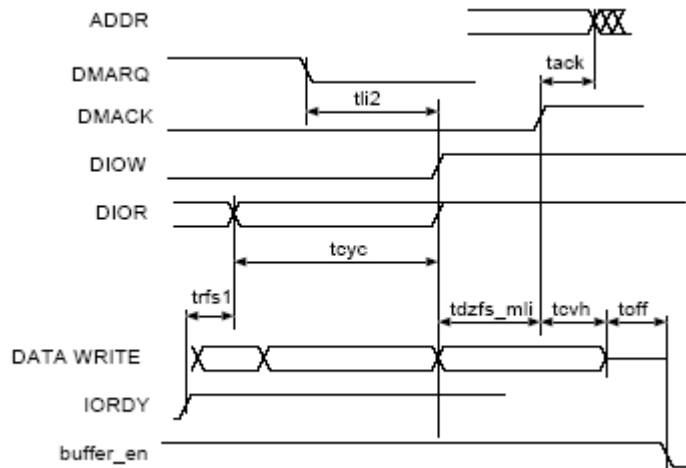 ADDR
tack
DMARQ
tli2
DMACK
DIOW
DIOR
tcyc
trfs1
tdzfs_mli tcvh toff
DATA WRITE
IORDY
buffer_en